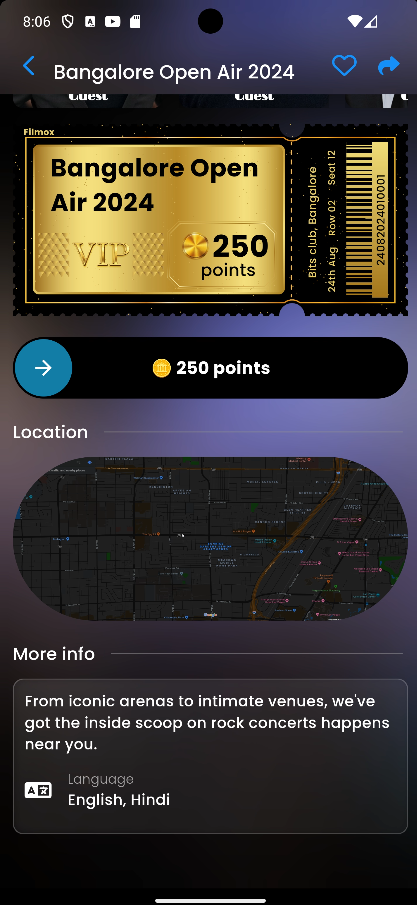 8:06
Bangalore Open Air 2024
Guest
Guest
Filmox
Bangalore Open
Air 2024
VIP
250
points
Bits club, Bangalore
24th Aug Row 02 Seat 12
24082024010001
250 points
Location
Google
More info
From iconic arenas to intimate venues, we've
got the inside scoop on rock concerts happens
near you.
Language
English, Hindi